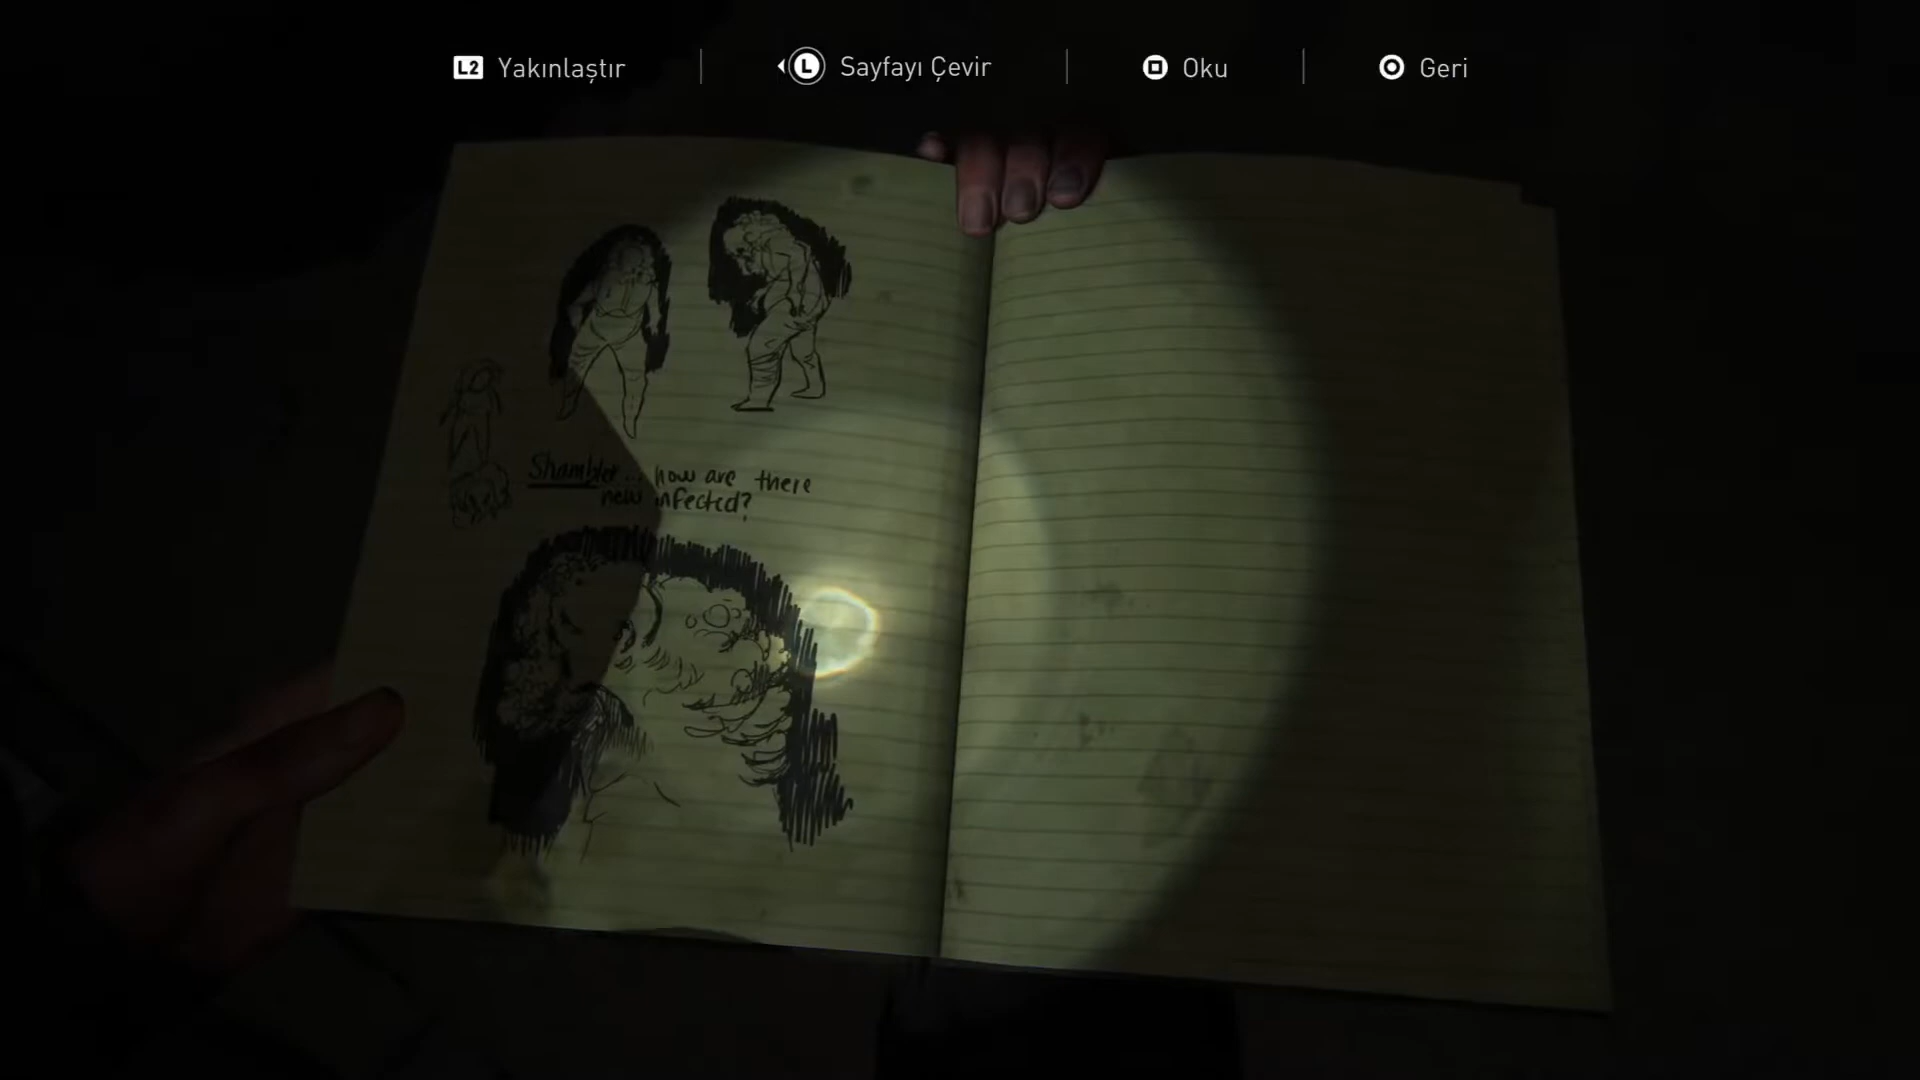 L2 Yakınlaştır
L Sayfayı Çevir
Oku
Geri
Shambler... how are there
new infected?